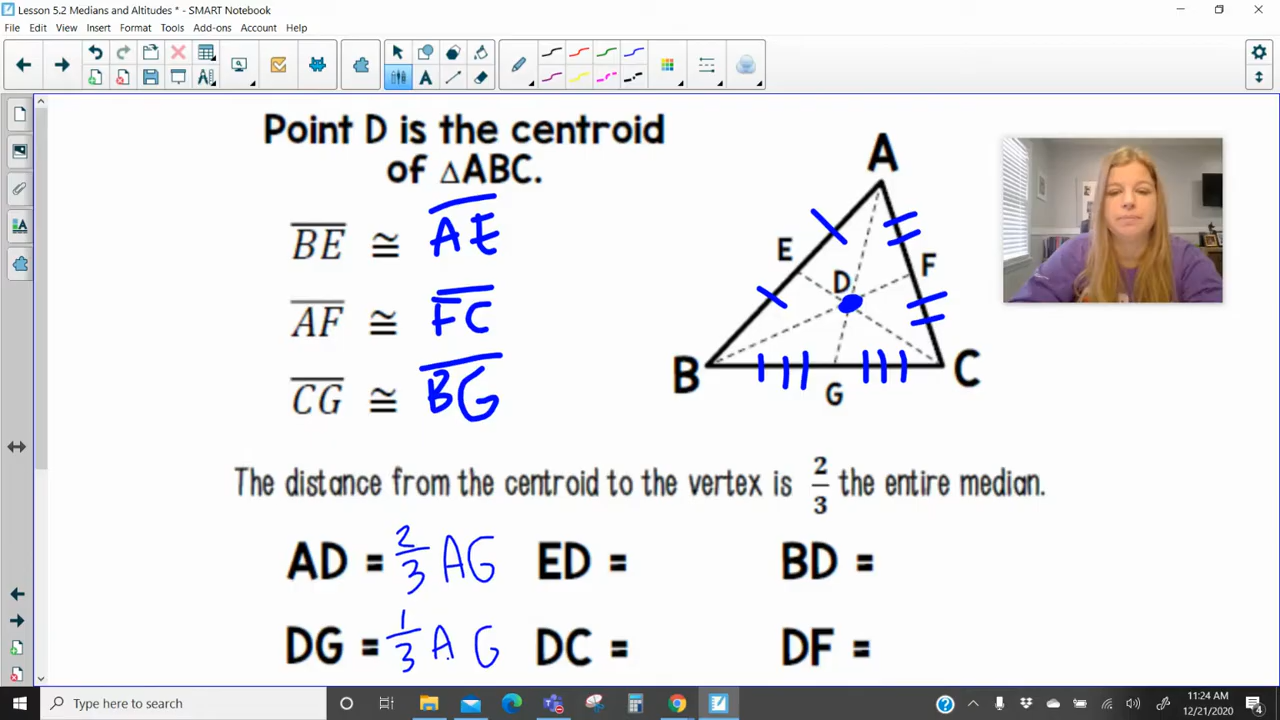 Lesson 5.2 Medians and Altitudes * - SMART Notebook
File Edit View Insert Format Tools Add-ons Account Help
Point D is the centroid
of △ABC.
BE ≅ AE
AF ≅ FC
CG ≅ BG
A
E
F
D
B
G
C
The distance from the centroid to the vertex is 2/3 the entire median.
AD = 2/3 AG ED = BD =
DG = 1/3 AG DC = DF =
Type here to search
11:24 AM
12/21/2020
4